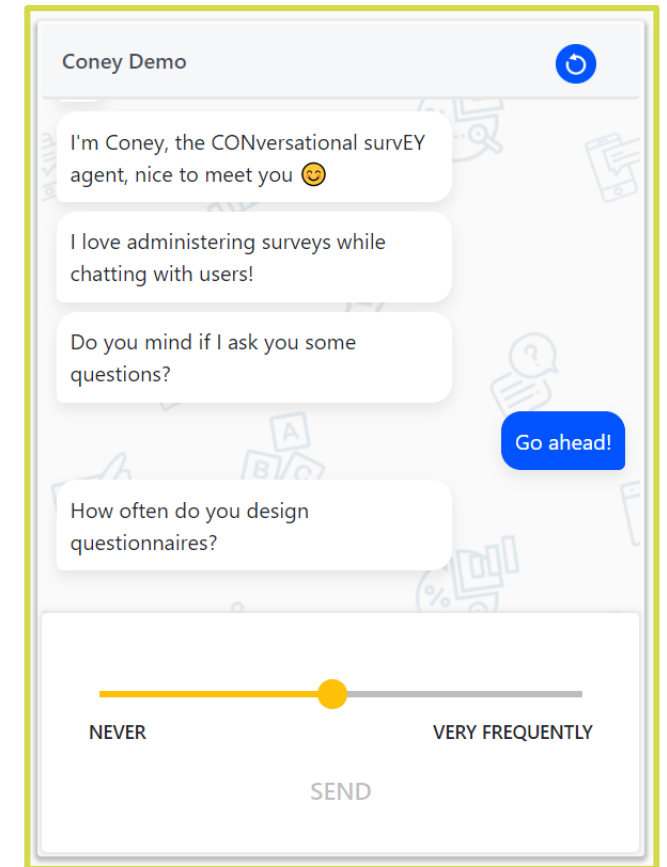 Coney Demo
I'm Coney, the CONversational survEY
agent, nice to meet you 😊
I love administering surveys while
chatting with users!
Do you mind if I ask you some
questions?
Go ahead!
How often do you design
questionnaires?
NEVER
VERY FREQUENTLY
SEND